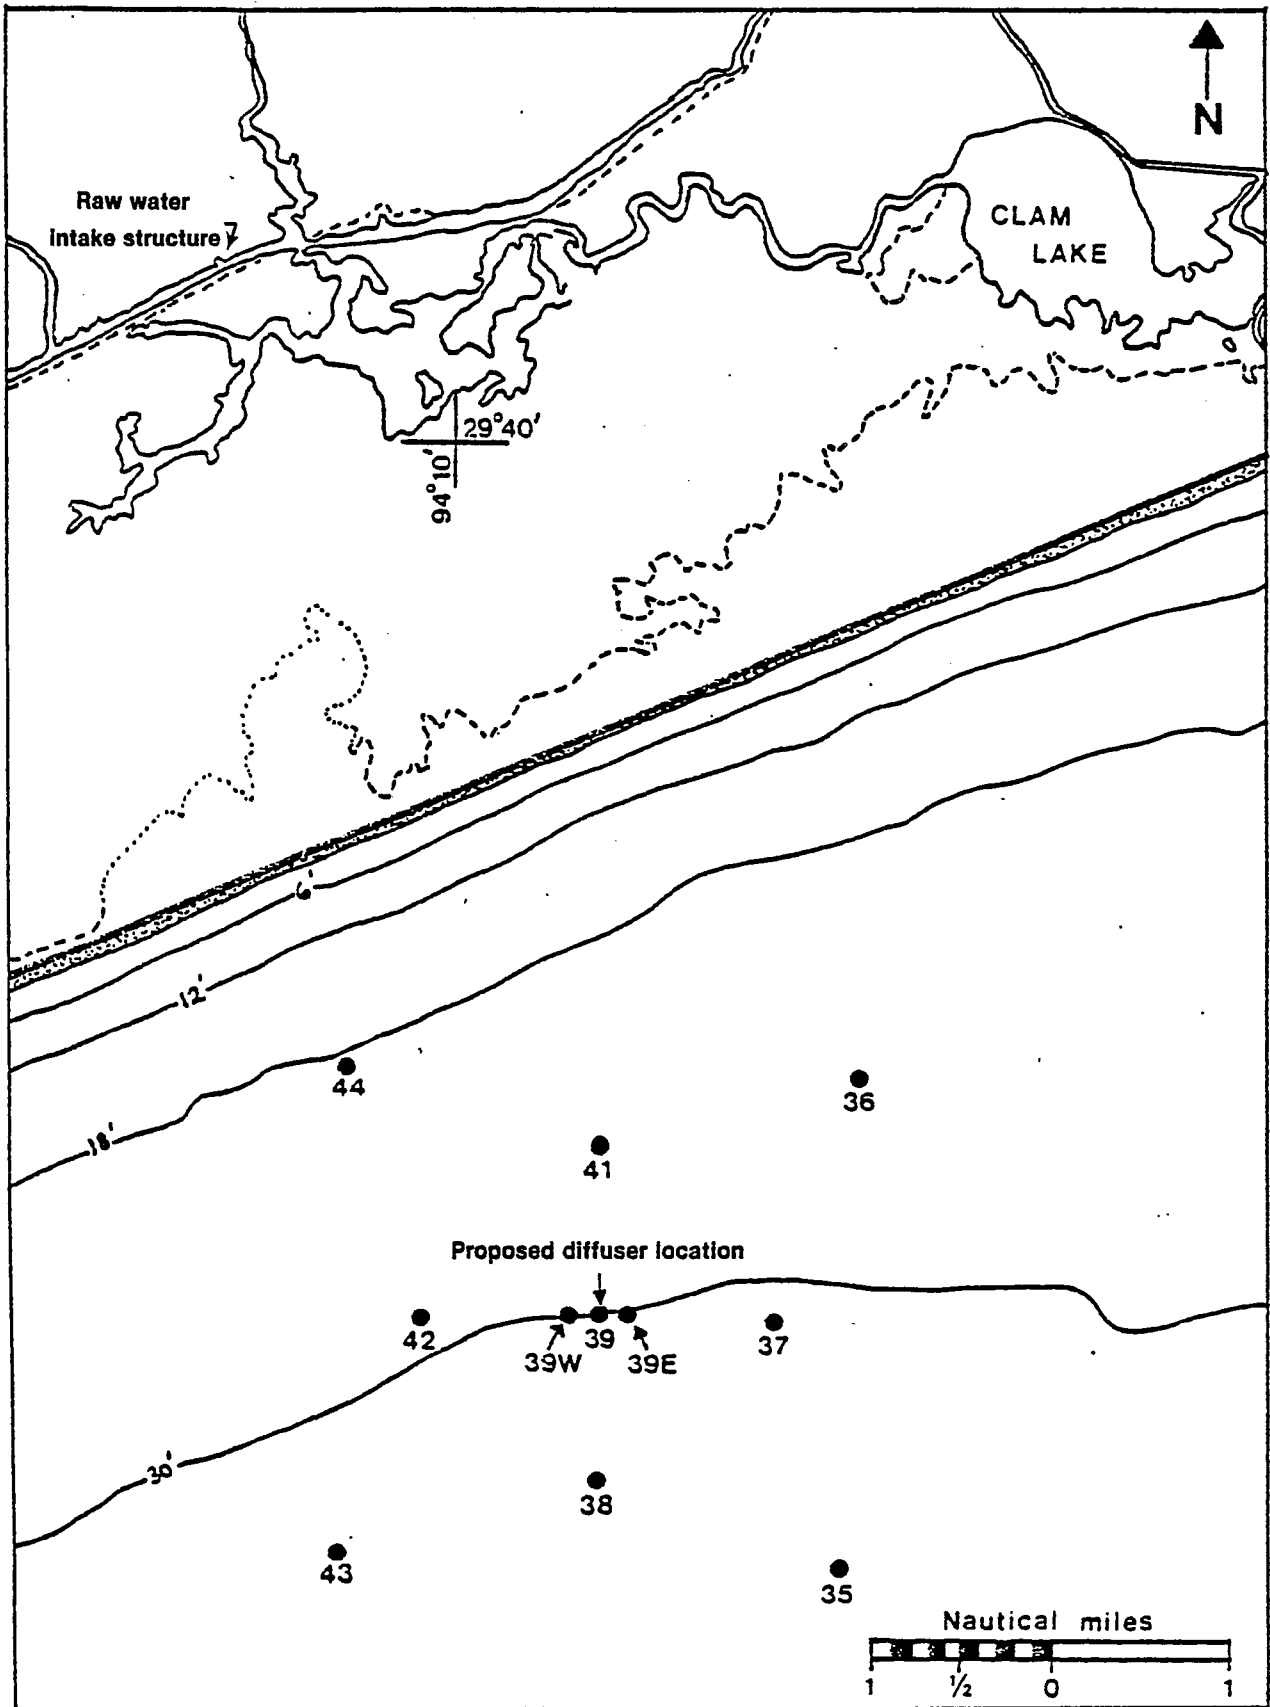 N
Raw water
intake structure
CLAM
LAKE
29°40'
94°10'
6'
12'
18'
44
36
41
Proposed diffuser location
42
39
37
39W
39E
30'
38
43
35
Nautical miles
1 ½ 0 1